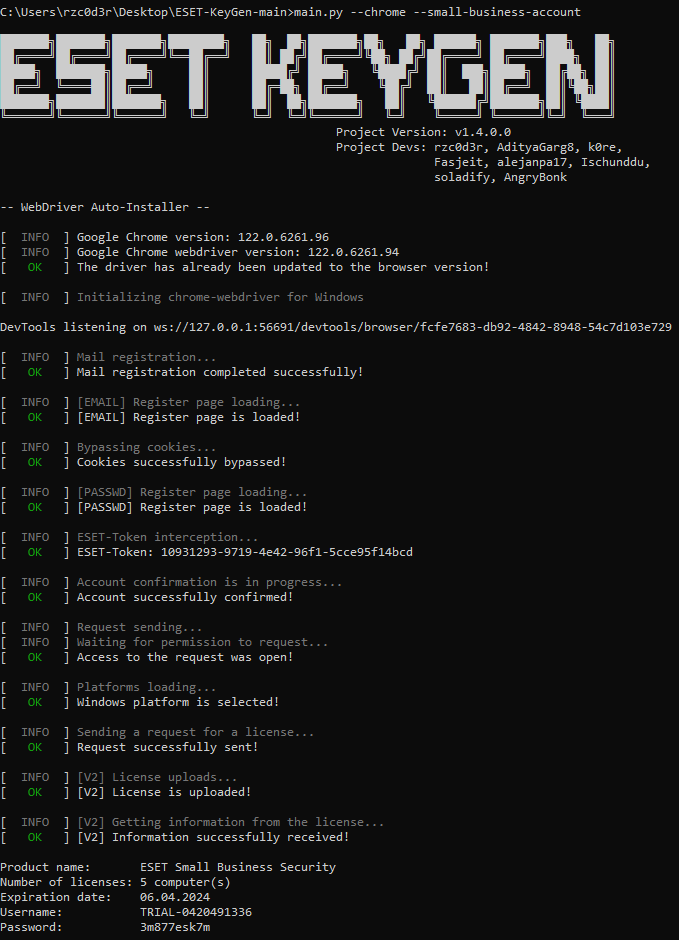 C:\Users\rzc0d3r\Desktop\ESET-KeyGen-main>main.py --chrome --small-business-account
ESET KEYGEN
Project Version: v1.4.0.0
Project Devs: rzc0d3r, AdityaGarg8, k0re,
Fasjeit, alejanpa17, Ischunddu,
soladify, AngryBonk
-- WebDriver Auto-Installer --
[ INFO ] Google Chrome version: 122.0.6261.96
[ INFO ] Google Chrome webdriver version: 122.0.6261.94
[ OK ] The driver has already been updated to the browser version!
[ INFO ] Initializing chrome-webdriver for Windows
DevTools listening on ws://127.0.0.1:56691/devtools/browser/fcfe7683-db92-4842-8948-54c7d103e729
[ INFO ] Mail registration...
[ OK ] Mail registration completed successfully!
[ INFO ] [EMAIL] Register page loading...
[ OK ] [EMAIL] Register page is loaded!
[ INFO ] Bypassing cookies...
[ OK ] Cookies successfully bypassed!
[ INFO ] [PASSWD] Register page loading...
[ OK ] [PASSWD] Register page is loaded!
[ INFO ] ESET-Token interception...
[ OK ] ESET-Token: 10931293-9719-4e42-96f1-5cce95f14bcd
[ INFO ] Account confirmation is in progress...
[ OK ] Account successfully confirmed!
[ INFO ] Request sending...
[ INFO ] Waiting for permission to request...
[ OK ] Access to the request was open!
[ INFO ] Platforms loading...
[ OK ] Windows platform is selected!
[ INFO ] Sending a request for a license...
[ OK ] Request successfully sent!
[ INFO ] [V2] License uploads...
[ OK ] [V2] License is uploaded!
[ INFO ] [V2] Getting information from the license...
[ OK ] [V2] Information successfully received!
Product name: ESET Small Business Security
Number of licenses: 5 computer(s)
Expiration date: 06.04.2024
Username: TRIAL-0420491336
Password: 3m877esk7m